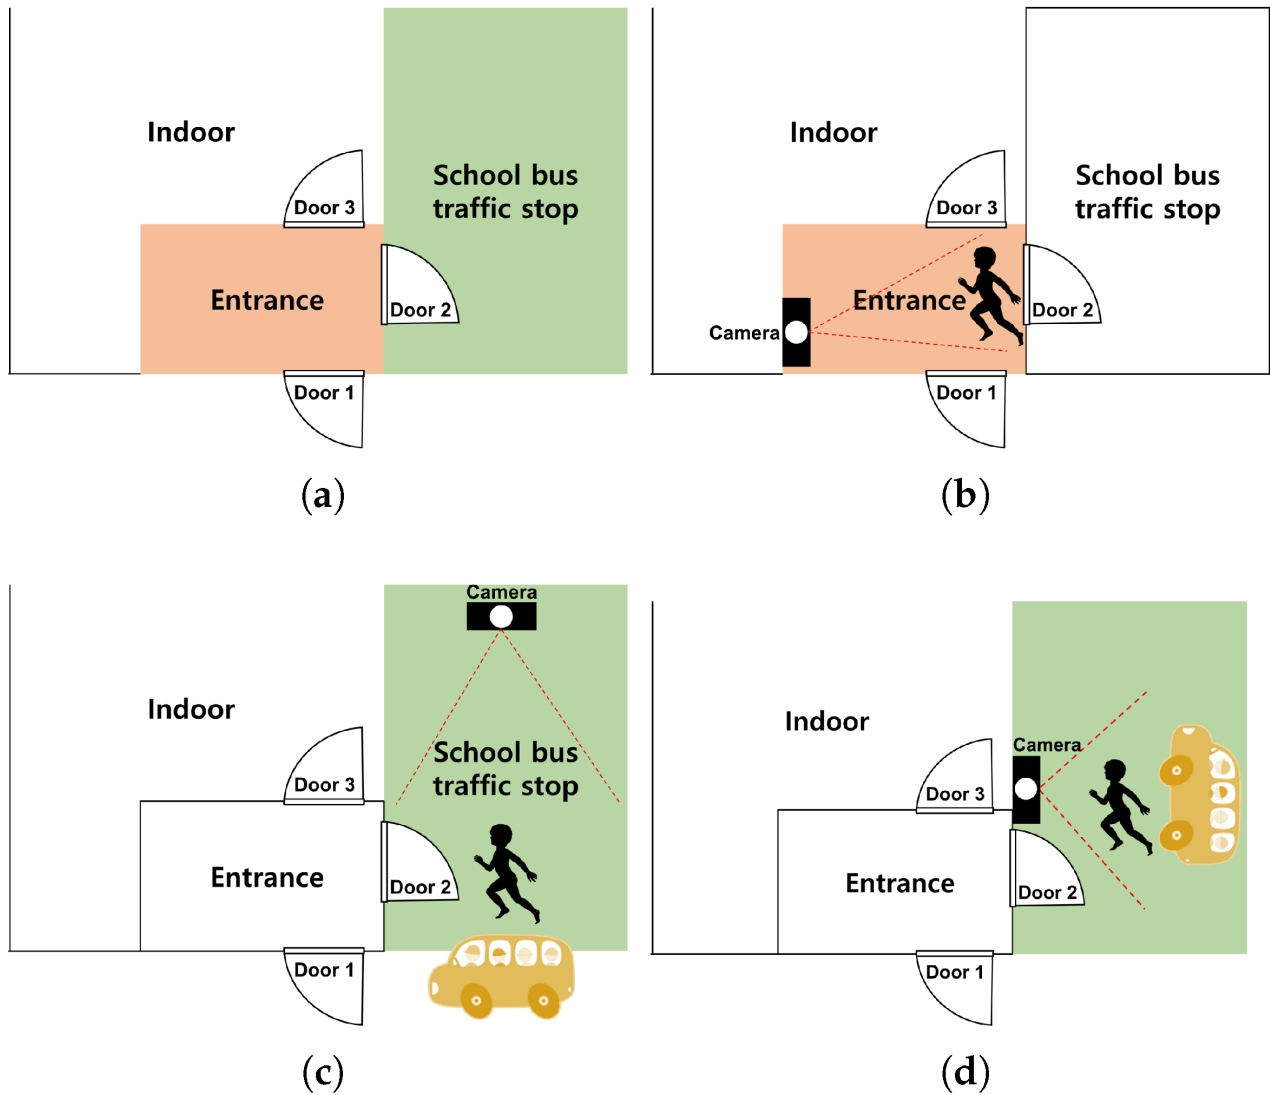 Indoor
School bus
traffic stop
Door 3
Entrance
Door 2
Door 1
(a)
Indoor
School bus
traffic stop
Door 3
Entrance
Door 2
Camera
Door 1
(b)
Camera
Indoor
School bus
traffic stop
Door 3
Entrance
Door 2
Door 1
(c)
Indoor
Camera
Door 3
Entrance
Door 2
Door 1
(d)